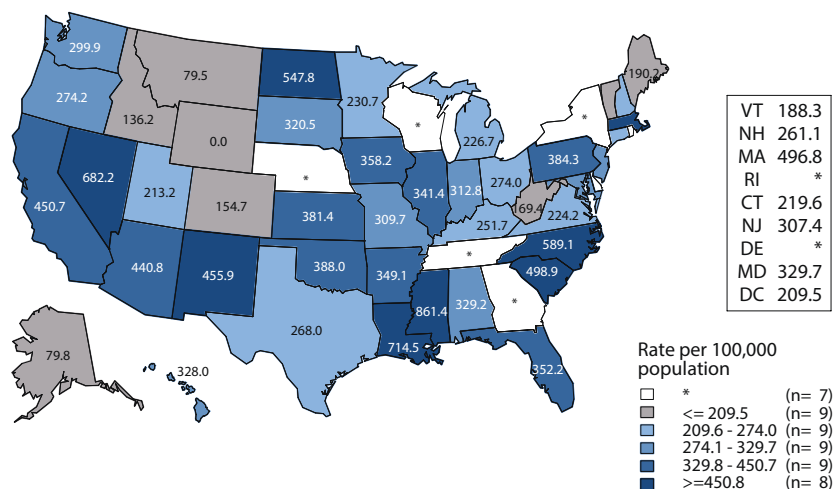 299.9
274.2
136.2
79.5
0.0
547.8
320.5
*
381.4
230.7
358.2
309.7
*
341.4
226.7
312.8
274.0
251.7
*
384.3
190.2
169.4
224.2
589.1
498.9
450.7
682.2
213.2
154.7
440.8
455.9
388.0
349.1
268.0
714.5
861.4
329.2
*
352.2
79.8
328.0
VT 188.3
NH 261.1
MA 496.8
RI *
CT 219.6
NJ 307.4
DE *
MD 329.7
DC 209.5
Rate per 100,000
population
* (n= 7)
<= 209.5 (n= 9)
209.6 - 274.0 (n= 9)
274.1 - 329.7 (n= 9)
329.8 - 450.7 (n= 9)
>=450.8 (n= 8)